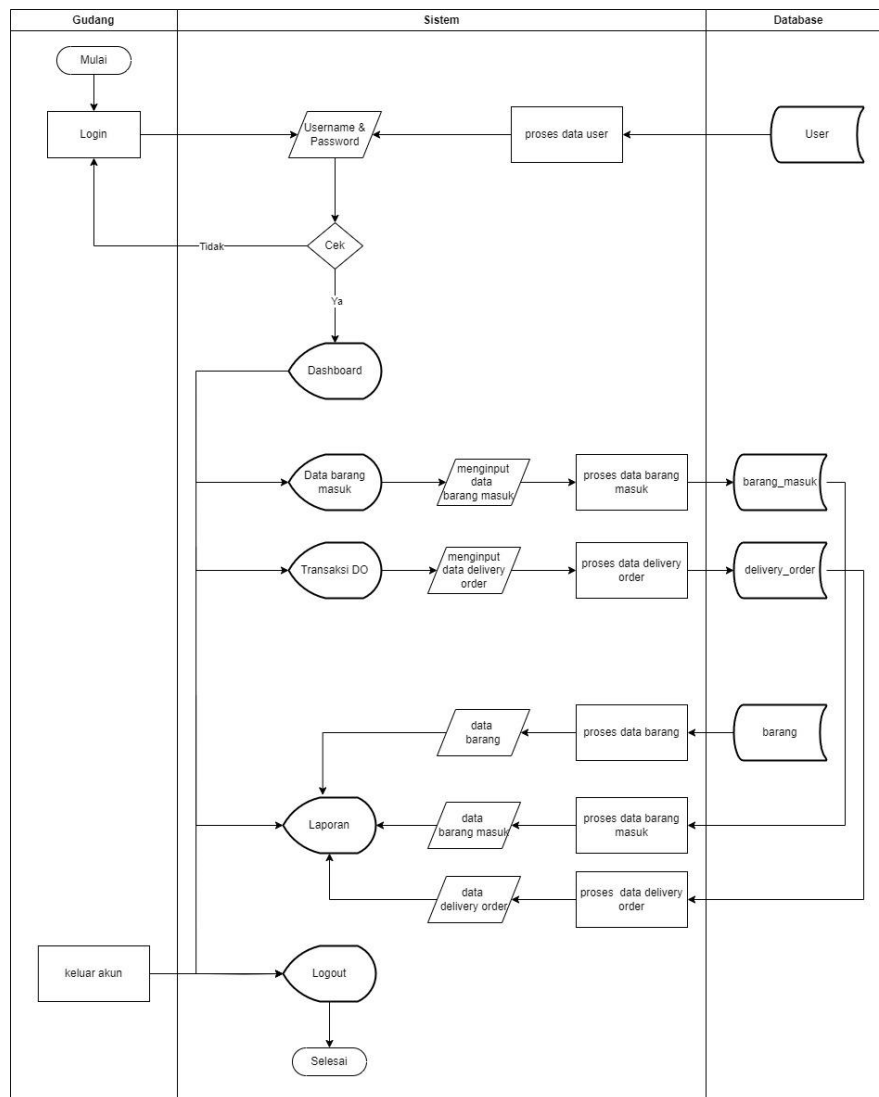 Gudang
Sistem
Database
Mulai
Login
Username &
Password
proses data user
User
Cek
Tidak
Ya
Dashboard
Data barang
masuk
menginput
data
barang masuk
proses data barang
masuk
barang_masuk
Transaksi DO
menginput
data delivery
order
proses data delivery
order
delivery_order
data
barang
proses data barang
barang
Laporan
data
barang masuk
proses data barang
masuk
data
delivery order
proses data delivery
order
keluar akun
Logout
Selesai